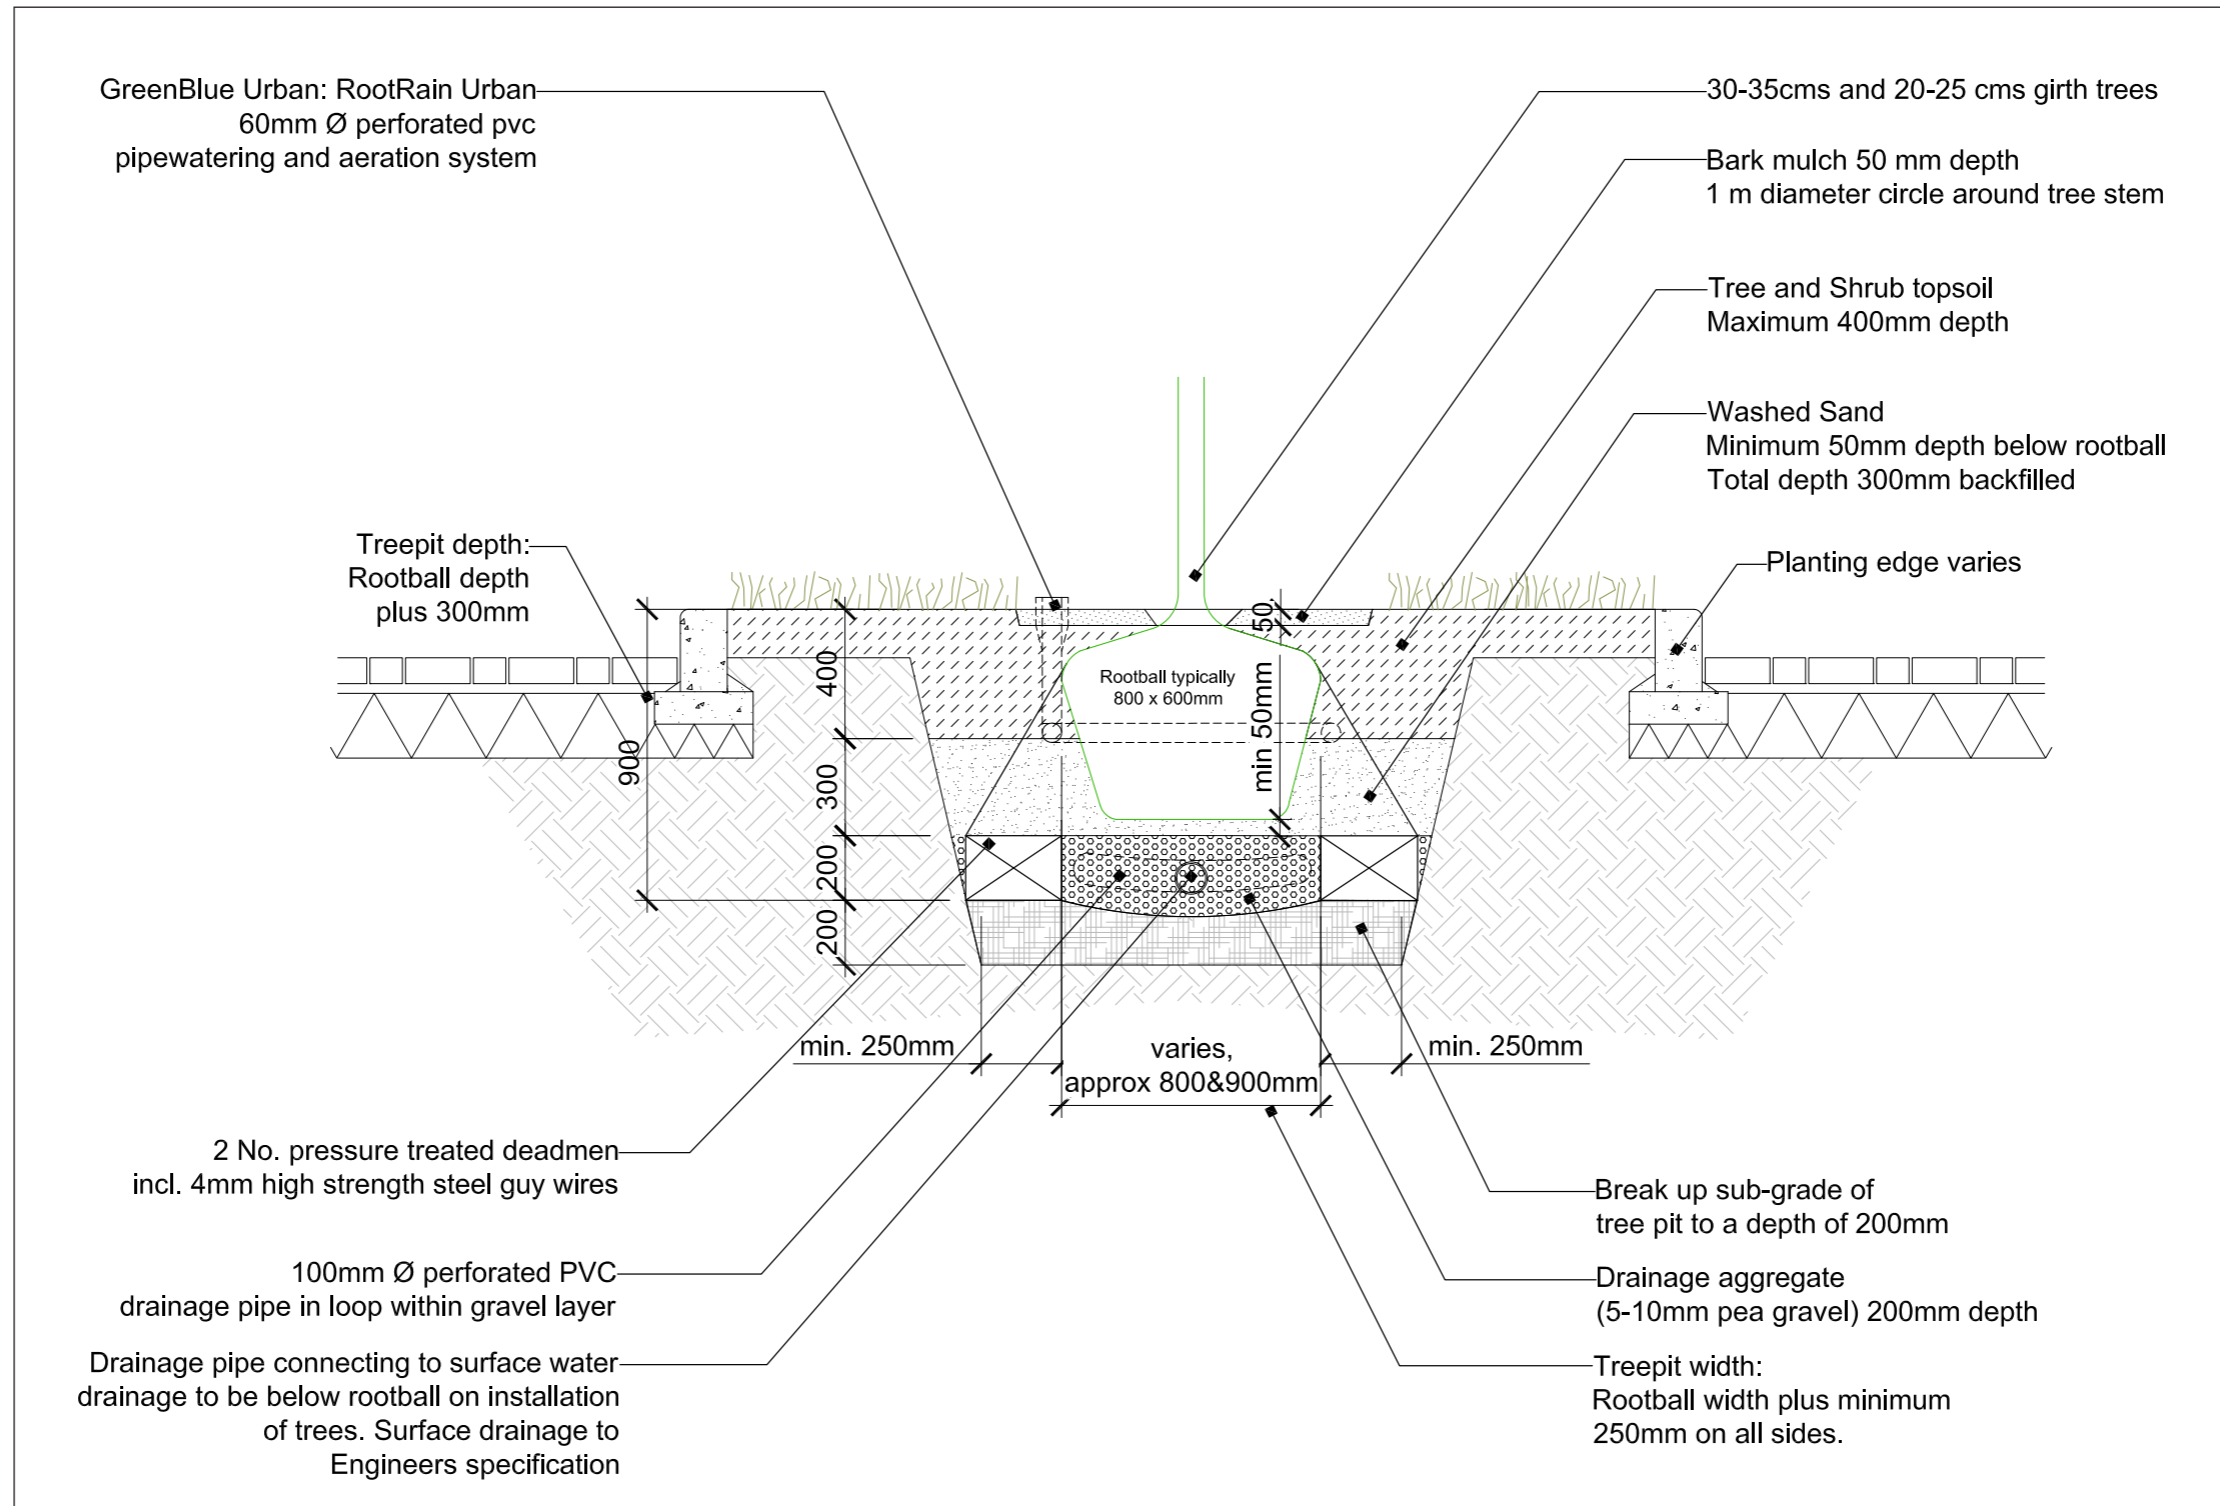 GreenBlue Urban: RootRain Urban
60mm Ø perforated pvc
pipewatering and aeration system
30-35cms and 20-25 cms girth trees
Bark mulch 50 mm depth
1 m diameter circle around tree stem
Tree and Shrub topsoil
Maximum 400mm depth
Washed Sand
Minimum 50mm depth below rootball
Total depth 300mm backfilled
Treepit depth:
Rootball depth
plus 300mm
Planting edge varies
50
400
Rootball typically
800 x 600mm
min 50mm
900
300
200
200
min. 250mm
varies,
approx 800&900mm
min. 250mm
2 No. pressure treated deadmen
incl. 4mm high strength steel guy wires
100mm Ø perforated PVC
drainage pipe in loop within gravel layer
Drainage pipe connecting to surface water
drainage to be below rootball on installation
of trees. Surface drainage to
Engineers specification
Break up sub-grade of
tree pit to a depth of 200mm
Drainage aggregate
(5-10mm pea gravel) 200mm depth
Treepit width:
Rootball width plus minimum
250mm on all sides.